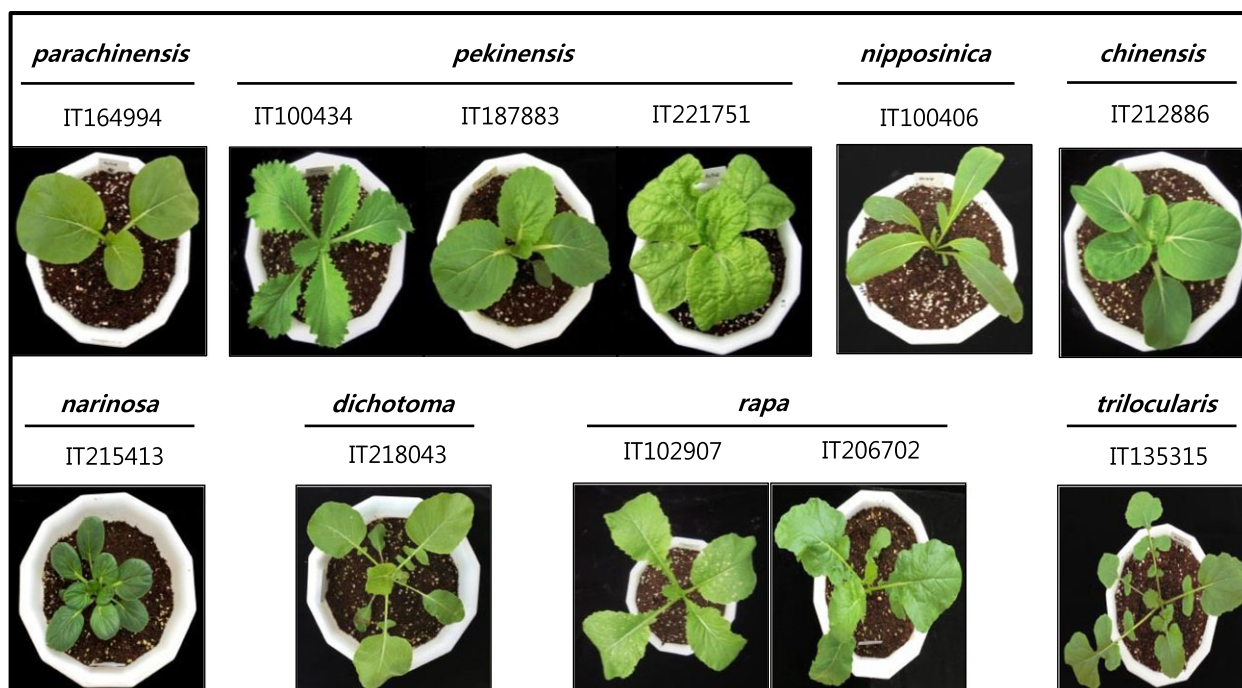 parachinensis pekinensis nipposinica chinensis
IT164994 IT100434 IT187883 IT221751 IT100406 IT212886
narinosa dichotoma rapa trilocularis
IT215413 IT218043 IT102907 IT206702 IT135315